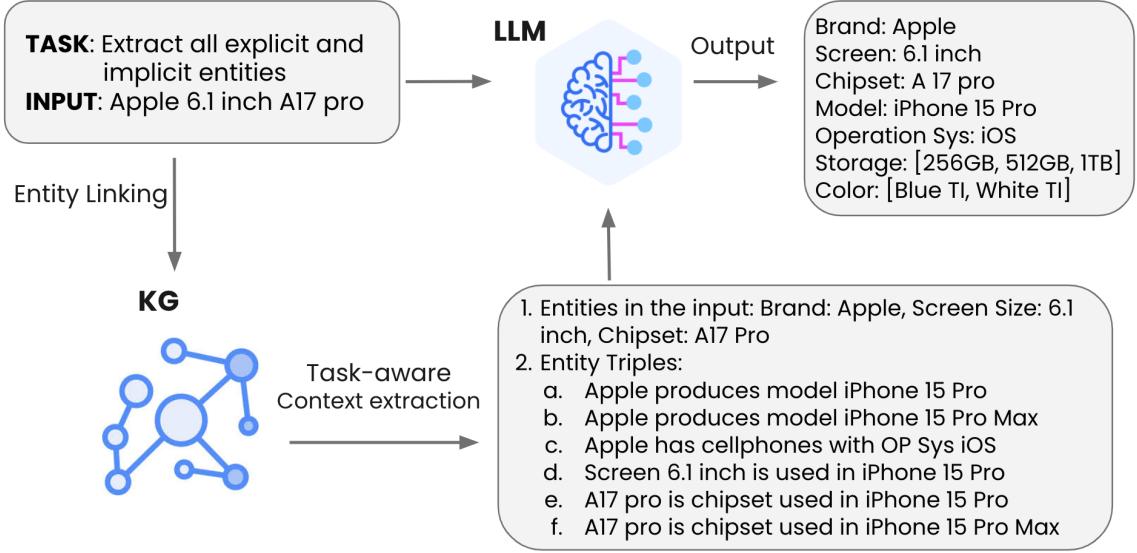 TASK: Extract all explicit and
implicit entities
INPUT: Apple 6.1 inch A17 pro
LLM
Output
Brand: Apple
Screen: 6.1 inch
Chipset: A 17 pro
Model: iPhone 15 Pro
Operation Sys: iOS
Storage: [256GB, 512GB, 1TB]
Color: [Blue TI, White TI]
Entity Linking
KG
Task-aware
Context extraction
1. Entities in the input: Brand: Apple, Screen Size: 6.1
inch, Chipset: A17 Pro
2. Entity Triples:
a. Apple produces model iPhone 15 Pro
b. Apple produces model iPhone 15 Pro Max
c. Apple has cellphones with OP Sys iOS
d. Screen 6.1 inch is used in iPhone 15 Pro
e. A17 pro is chipset used in iPhone 15 Pro
f. A17 pro is chipset used in iPhone 15 Pro Max